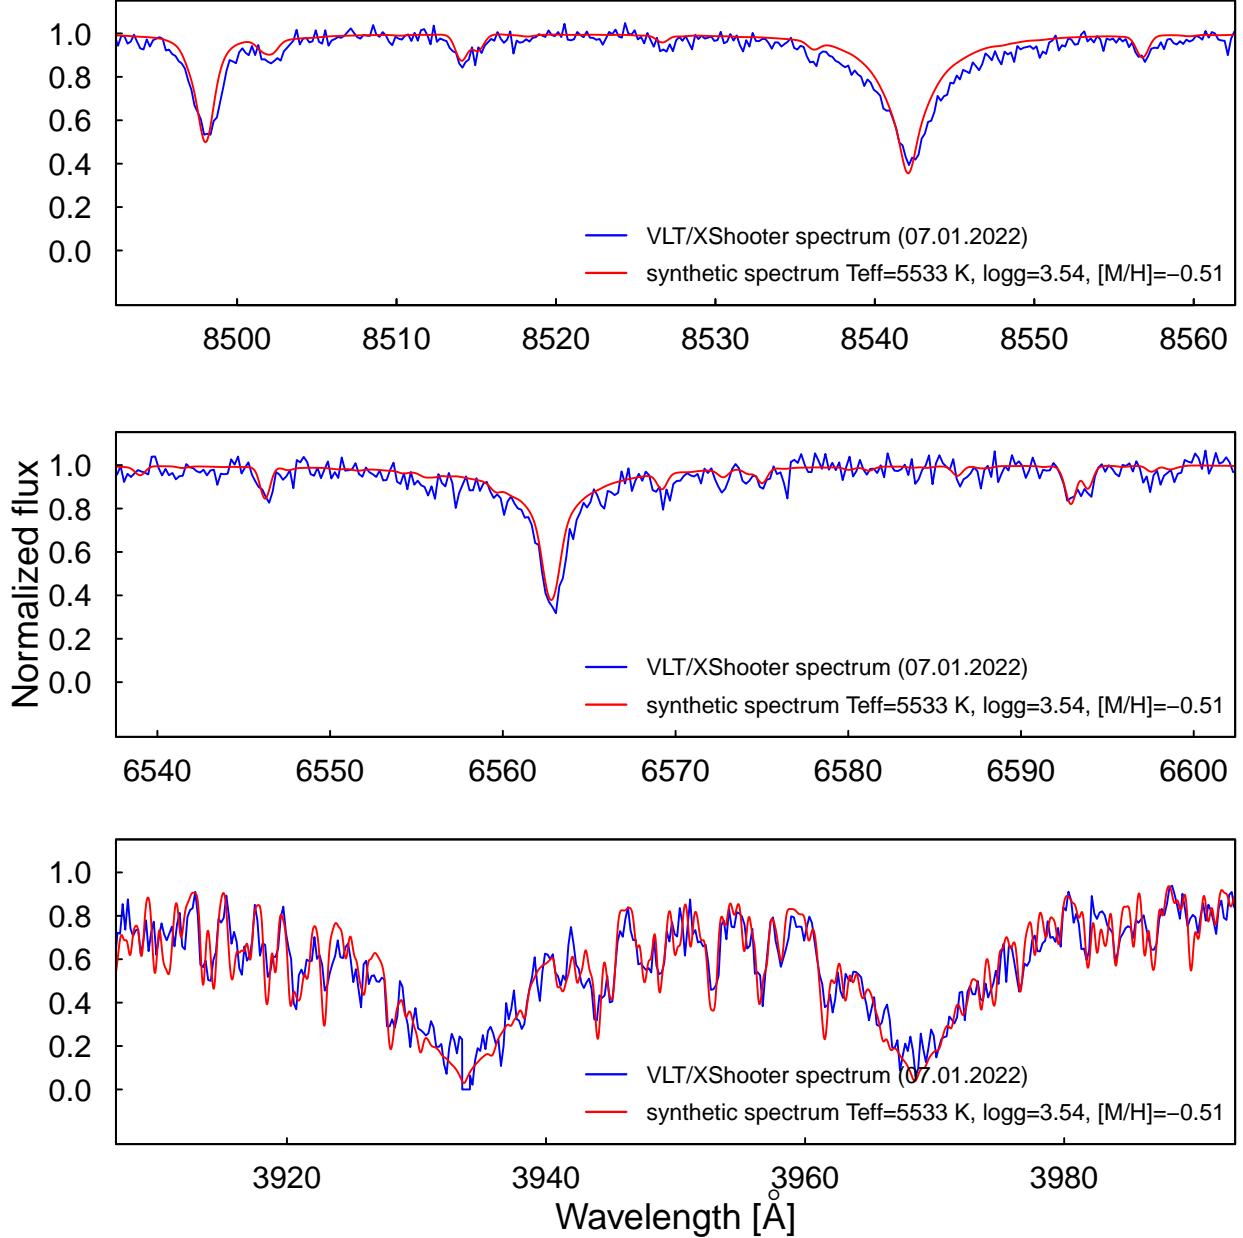 1.0
0.8
0.6
0.4
0.2
0.0
VLT/XShooter spectrum (07.01.2022)
synthetic spectrum Teff=5533 K, logg=3.54, [M/H]=−0.51
8500 8510 8520 8530 8540 8550 8560
Normalized flux
1.0
0.8
0.6
0.4
0.2
0.0
VLT/XShooter spectrum (07.01.2022)
synthetic spectrum Teff=5533 K, logg=3.54, [M/H]=−0.51
6540 6550 6560 6570 6580 6590 6600
1.0
0.8
0.6
0.4
0.2
0.0
VLT/XShooter spectrum (07.01.2022)
synthetic spectrum Teff=5533 K, logg=3.54, [M/H]=−0.51
3920 3940 3960 3980
Wavelength [Å]